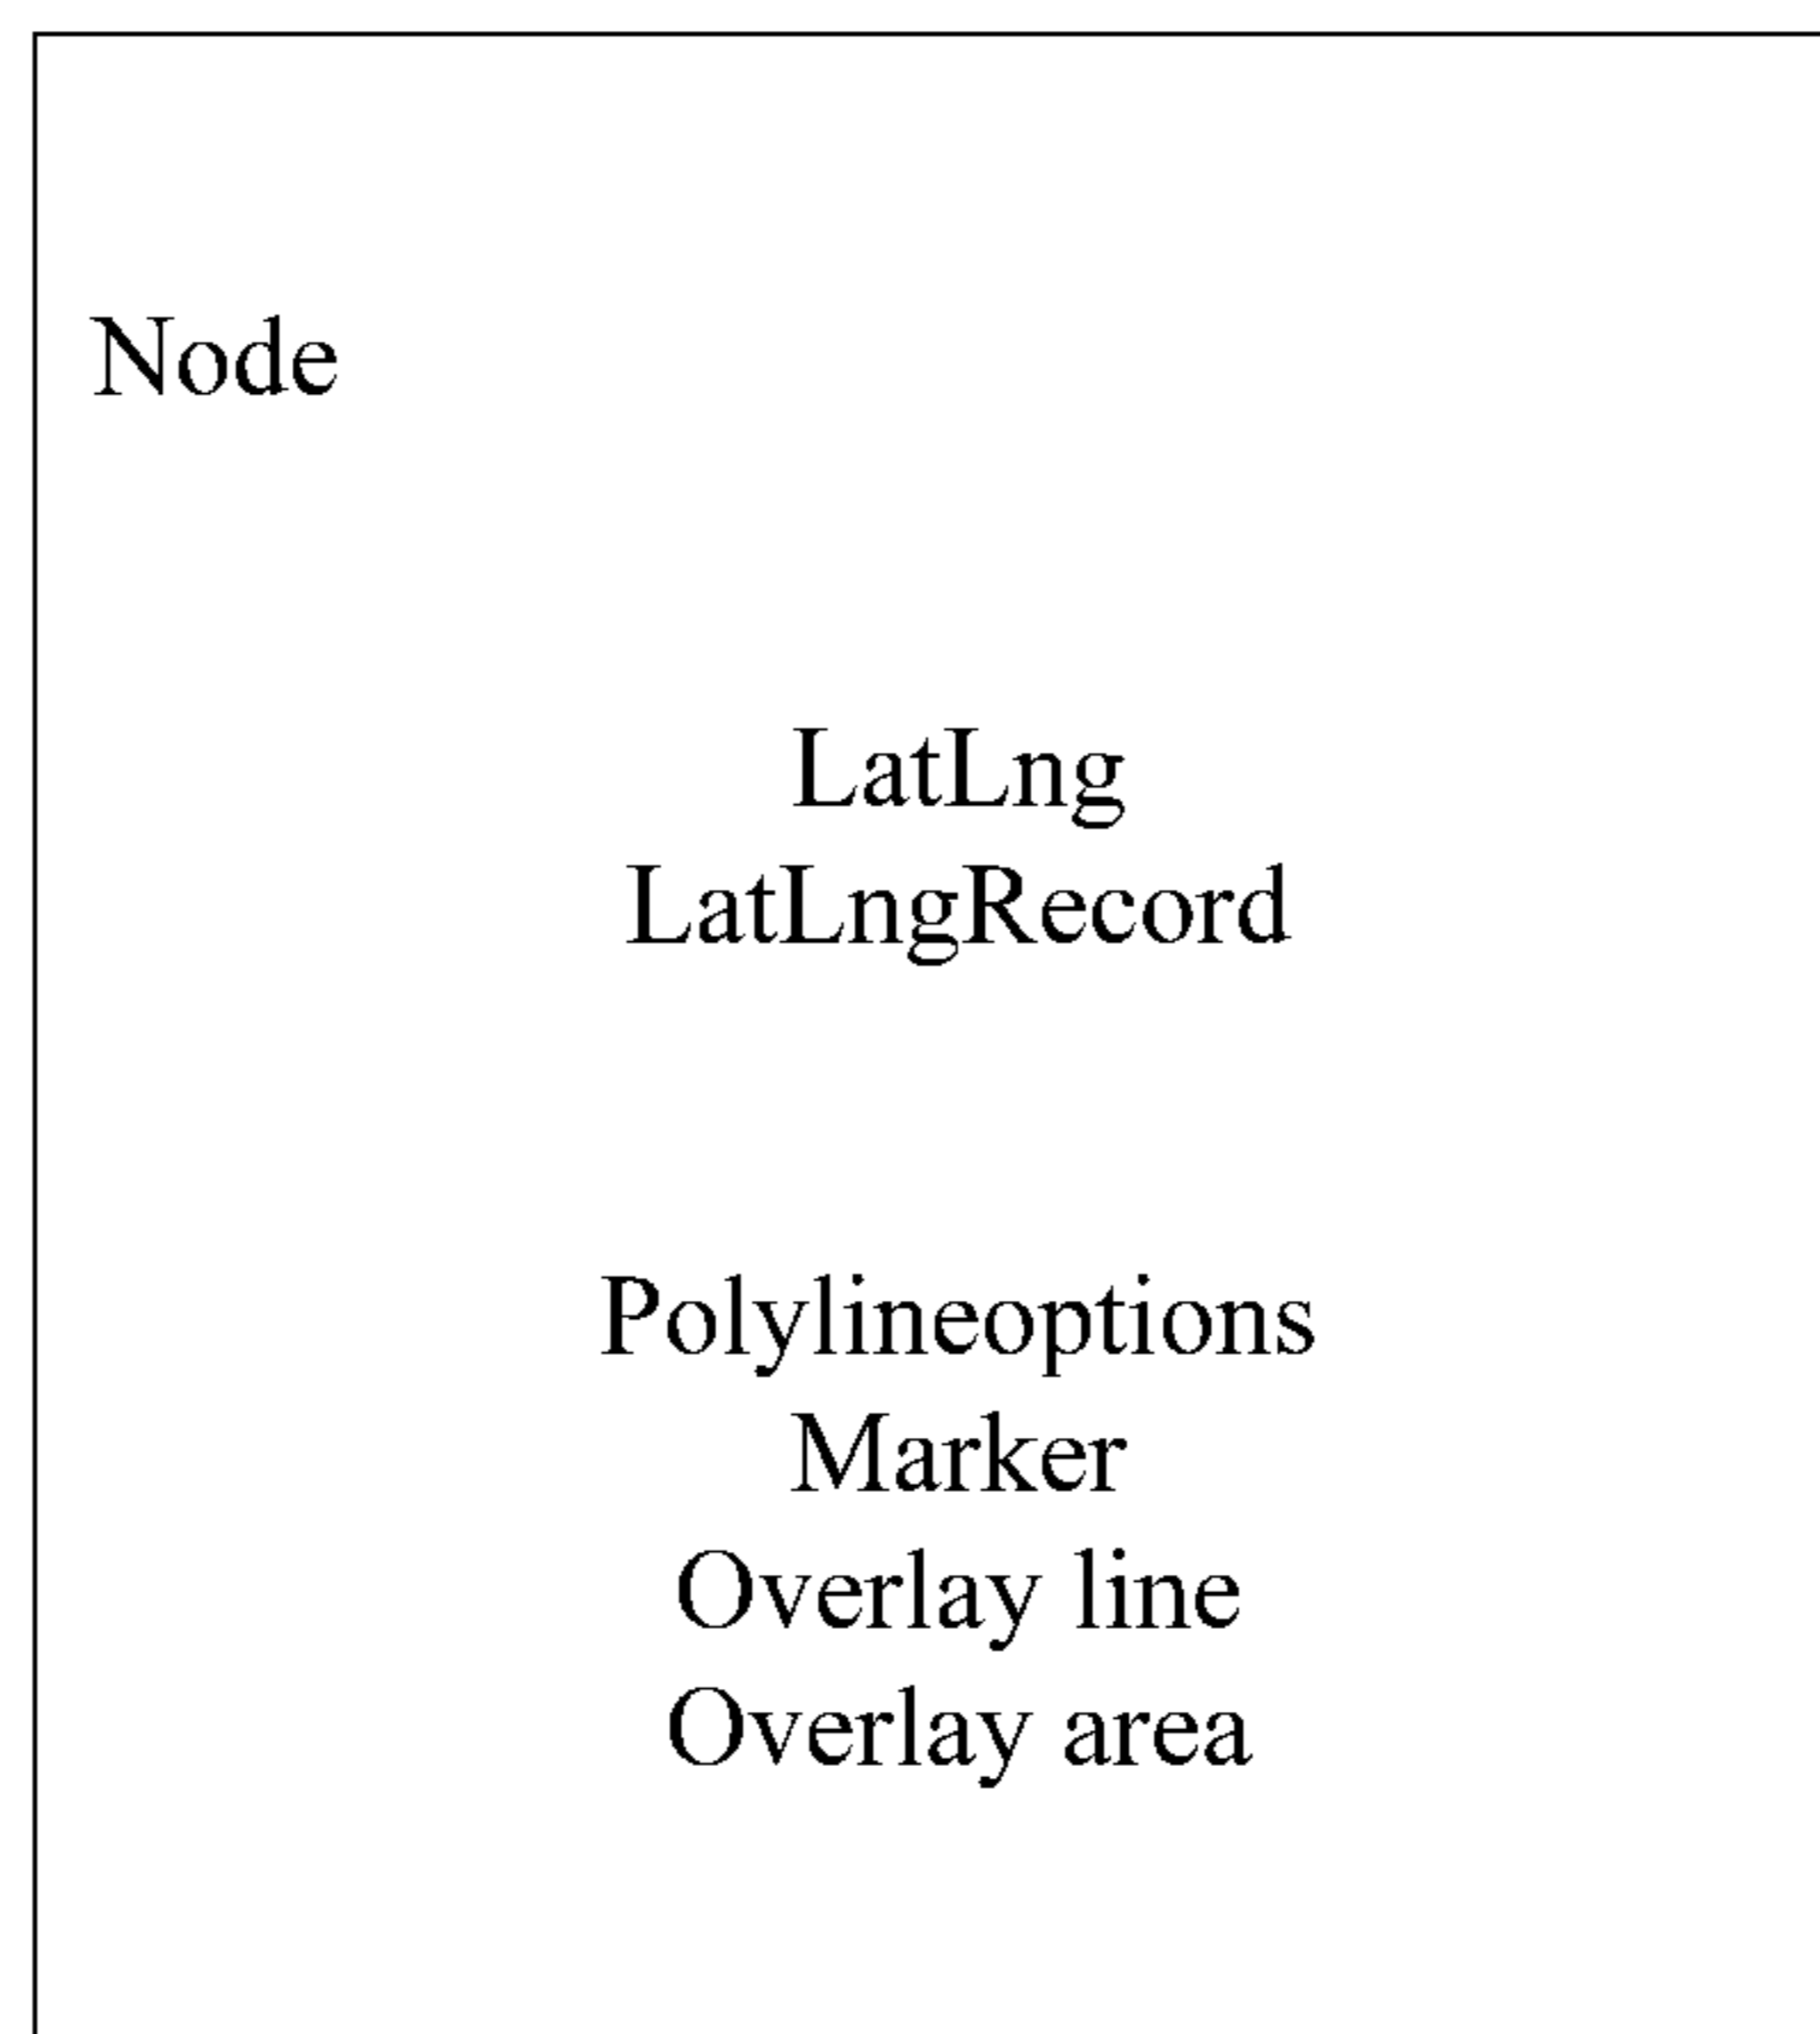 Node
LatLng
LatLngRecord
Polylineoptions
Marker
Overlay line
Overlay area